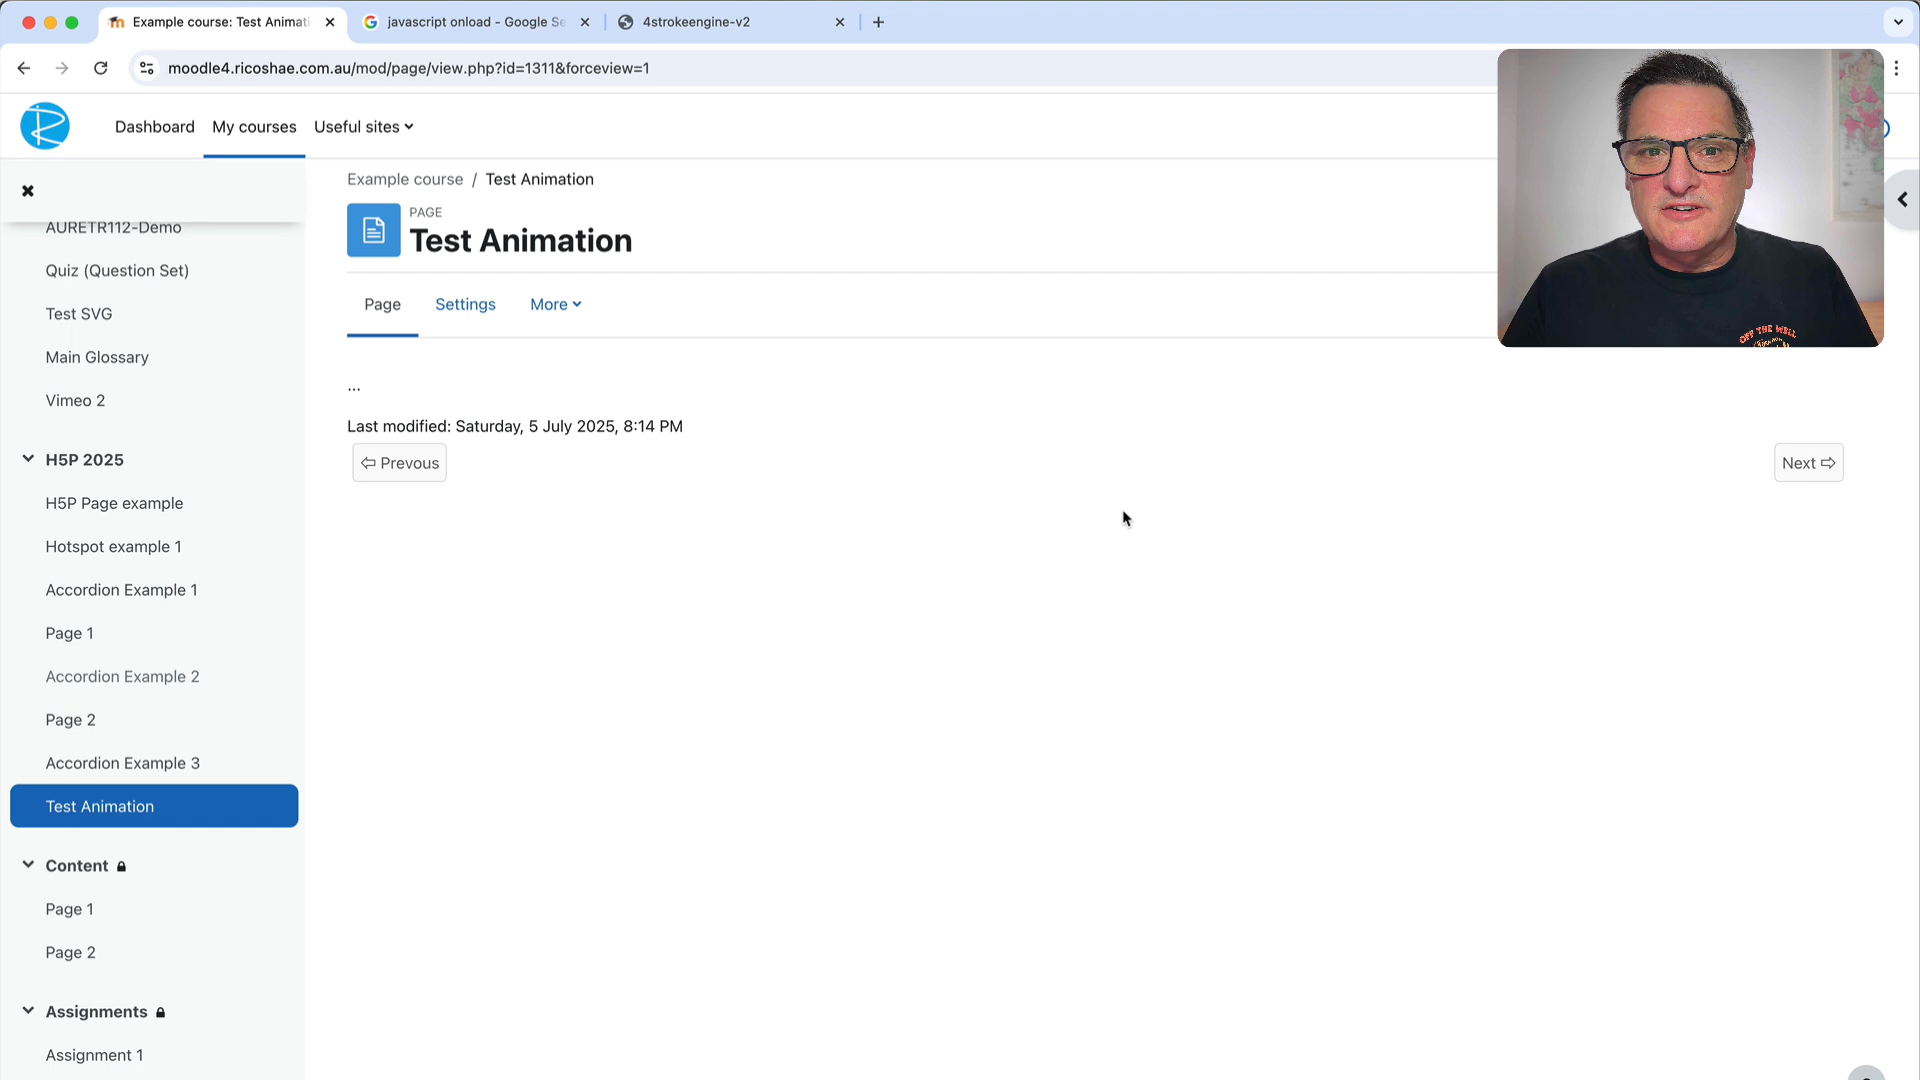 Example course: Test Animati
javascript onload - Google Se
4strokeengine-v2
moodle4.ricoshae.com.au/mod/page/view.php?id=1311&forceview=1
Dashboard My courses Useful sites
Example course / Test Animation
PAGE
Test Animation
Page Settings More
...
Last modified: Saturday, 5 July 2025, 8:14 PM
⇦ Prevous
Next ⇨
AURETR112-Demo
Quiz (Question Set)
Test SVG
Main Glossary
Vimeo 2
H5P 2025
H5P Page example
Hotspot example 1
Accordion Example 1
Page 1
Accordion Example 2
Page 2
Accordion Example 3
Test Animation
Content
Page 1
Page 2
Assignments
Assignment 1
OFF THE WALL